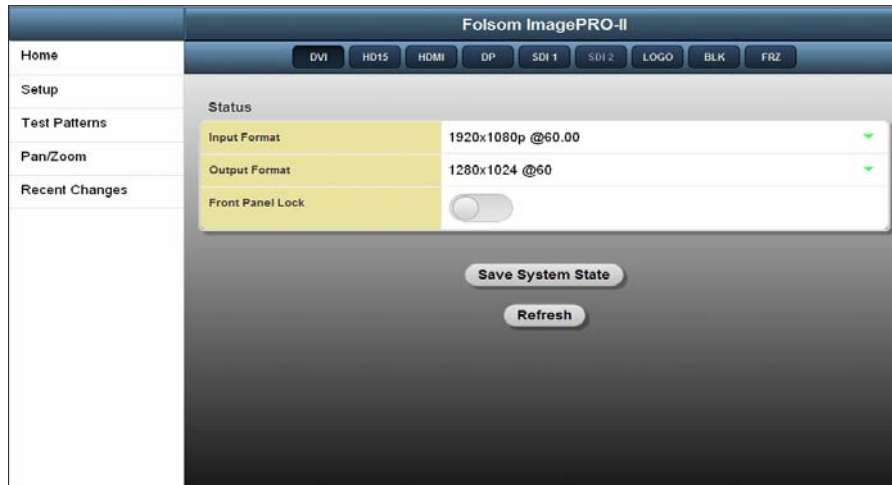 Folsom ImagePRO-II
DVI HD15 HDMI DP SDI 1 SDI 2 LOGO BLK FRZ
Home
Setup
Test Patterns
Pan/Zoom
Recent Changes
Status
Input Format 1920x1080p @60.00
Output Format 1280x1024 @60
Front Panel Lock
Save System State
Refresh